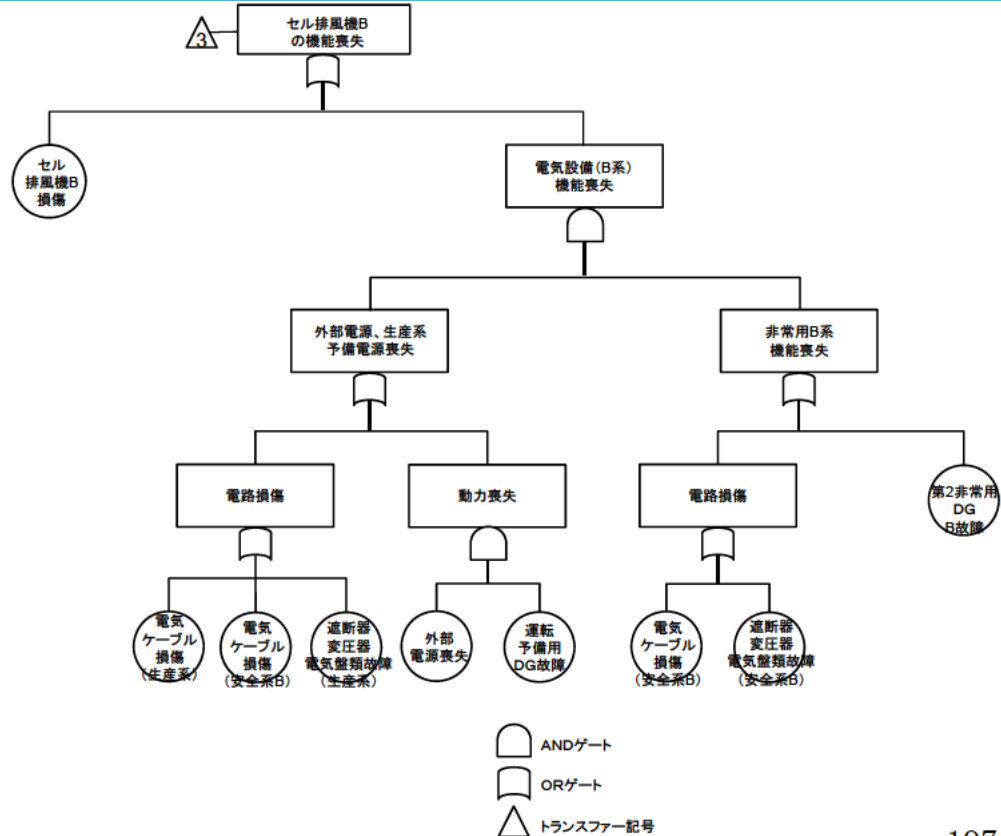 3
セル排風機B
の機能喪失
セル
排風機B
損傷
電気設備(B系)
機能喪失
外部電源、生産系
予備電源喪失
非常用B系
機能喪失
電路損傷
動力喪失
電路損傷
第2非常用
DG
B故障
電気
ケーブル
損傷
(生産系)
電気
ケーブル
損傷
(安全系B)
遮断器
変圧器
電気盤類故障
(生産系)
外部
電源喪失
運転
予備用
DG故障
電気
ケーブル
損傷
(安全系B)
遮断器
変圧器
電気盤類故障
(安全系B)
ANDゲート
ORゲート
トランスファー記号